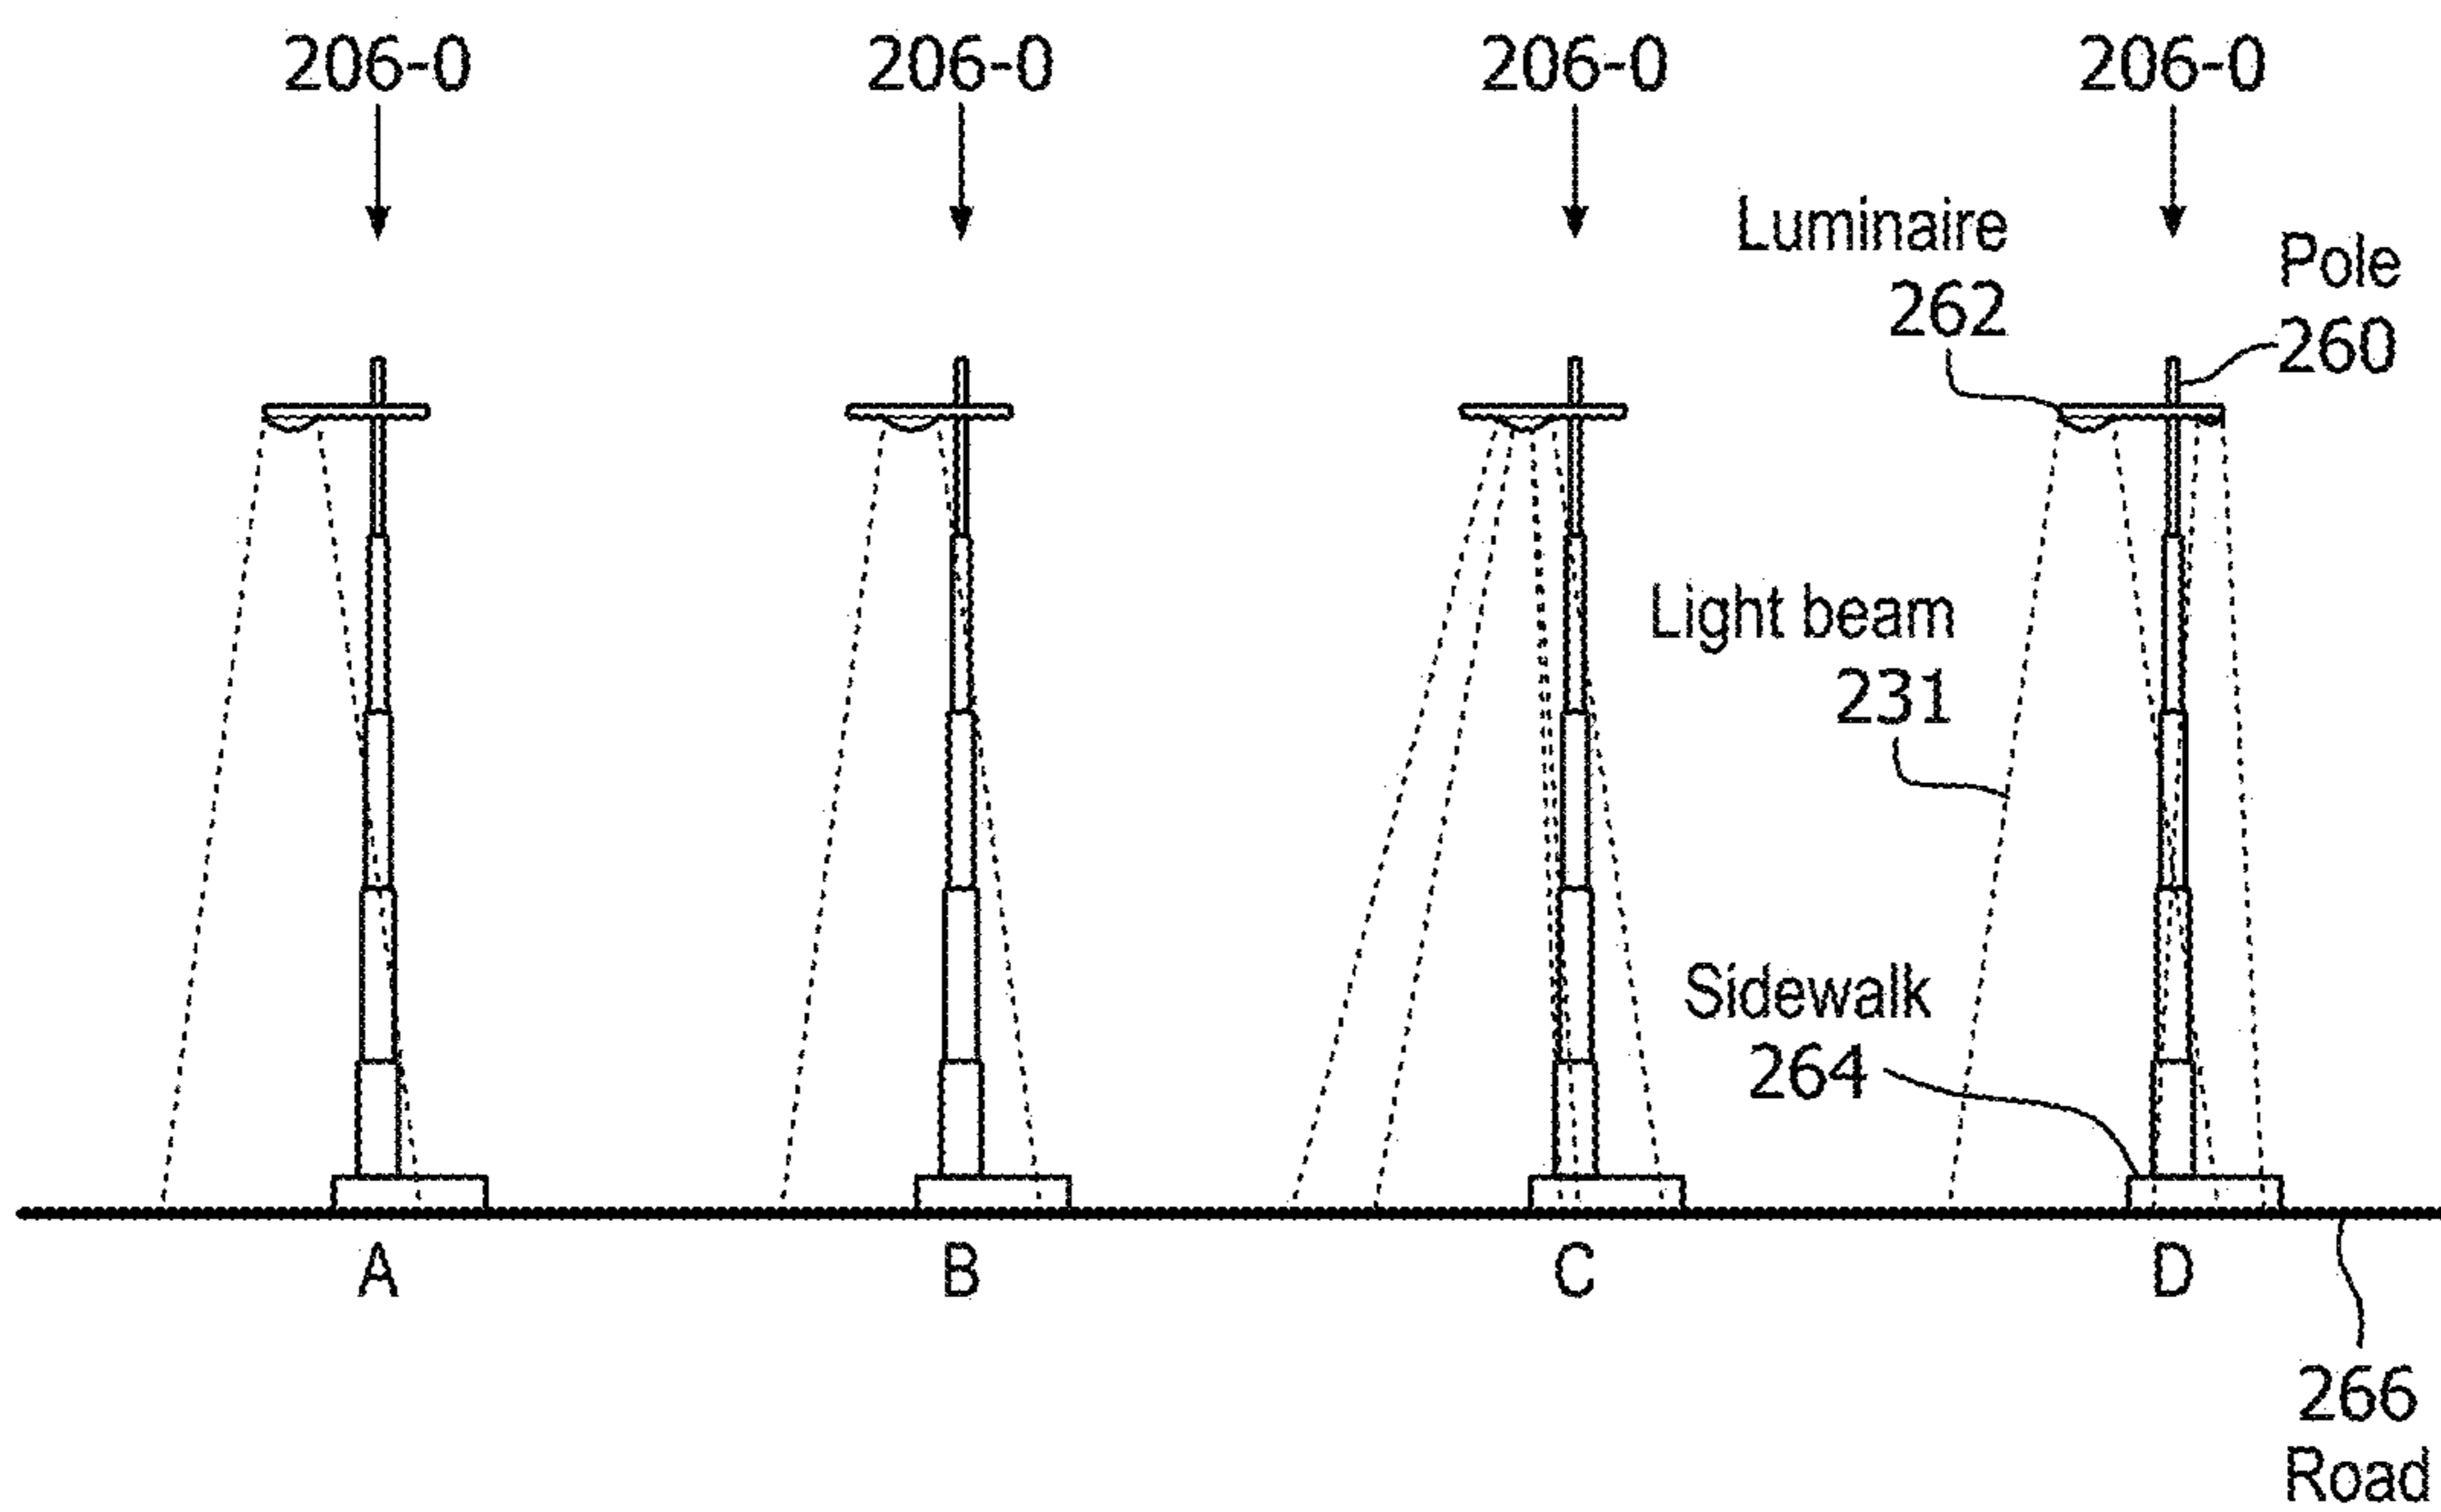 206-0
206-0
206-0
206-0
Luminaire
262
Pole
260
Light beam
231
Sidewalk
264
A
B
C
D
266
Road